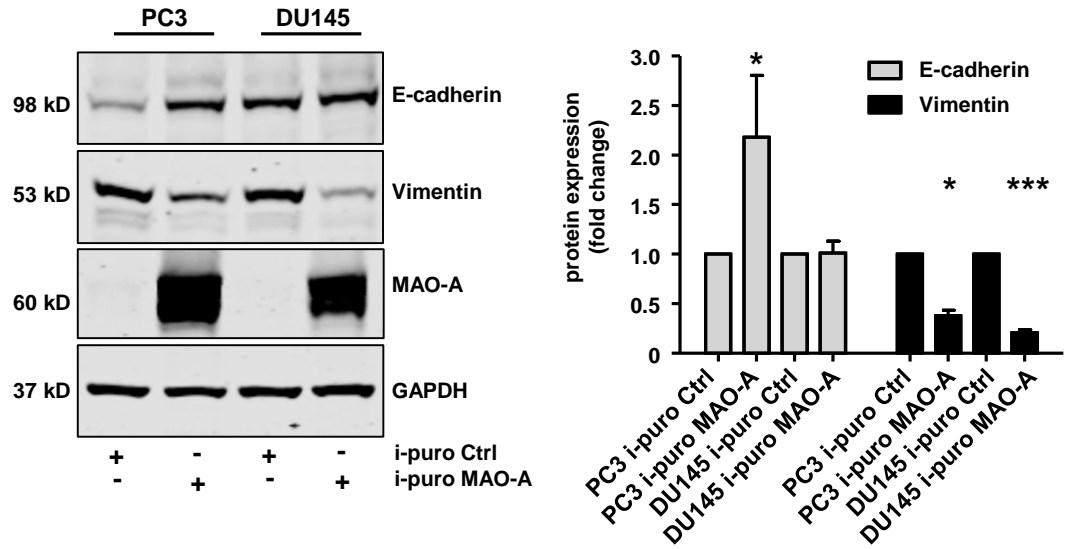 PC3 DU145
98 kD E-cadherin
53 kD Vimentin
60 kD MAO-A
37 kD GAPDH
+ - + - i-puro Ctrl
- + - + i-puro MAO-A
protein expression
(fold change)
3.0
2.5
2.0
1.5
1.0
0.5
0
E-cadherin
Vimentin
*
* ***
PC3 i-puro Ctrl
PC3 i-puro MAO-A
DU145 i-puro Ctrl
DU145 i-puro MAO-A
PC3 i-puro Ctrl
PC3 i-puro MAO-A
DU145 i-puro Ctrl
DU145 i-puro MAO-A